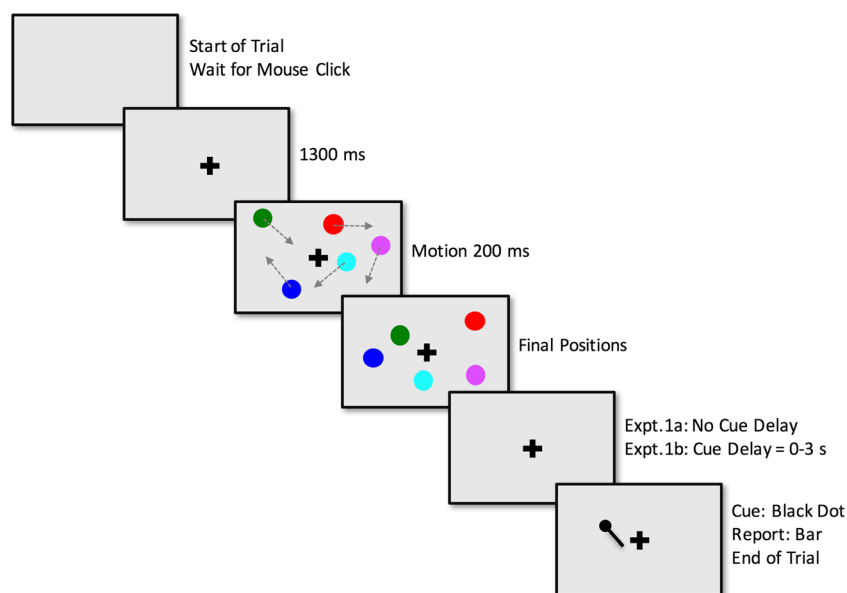 Start of Trial
Wait for Mouse Click
1300 ms
Motion 200 ms
Final Positions
Expt.1a: No Cue Delay
Expt.1b: Cue Delay = 0-3 s
Cue: Black Dot
Report: Bar
End of Trial